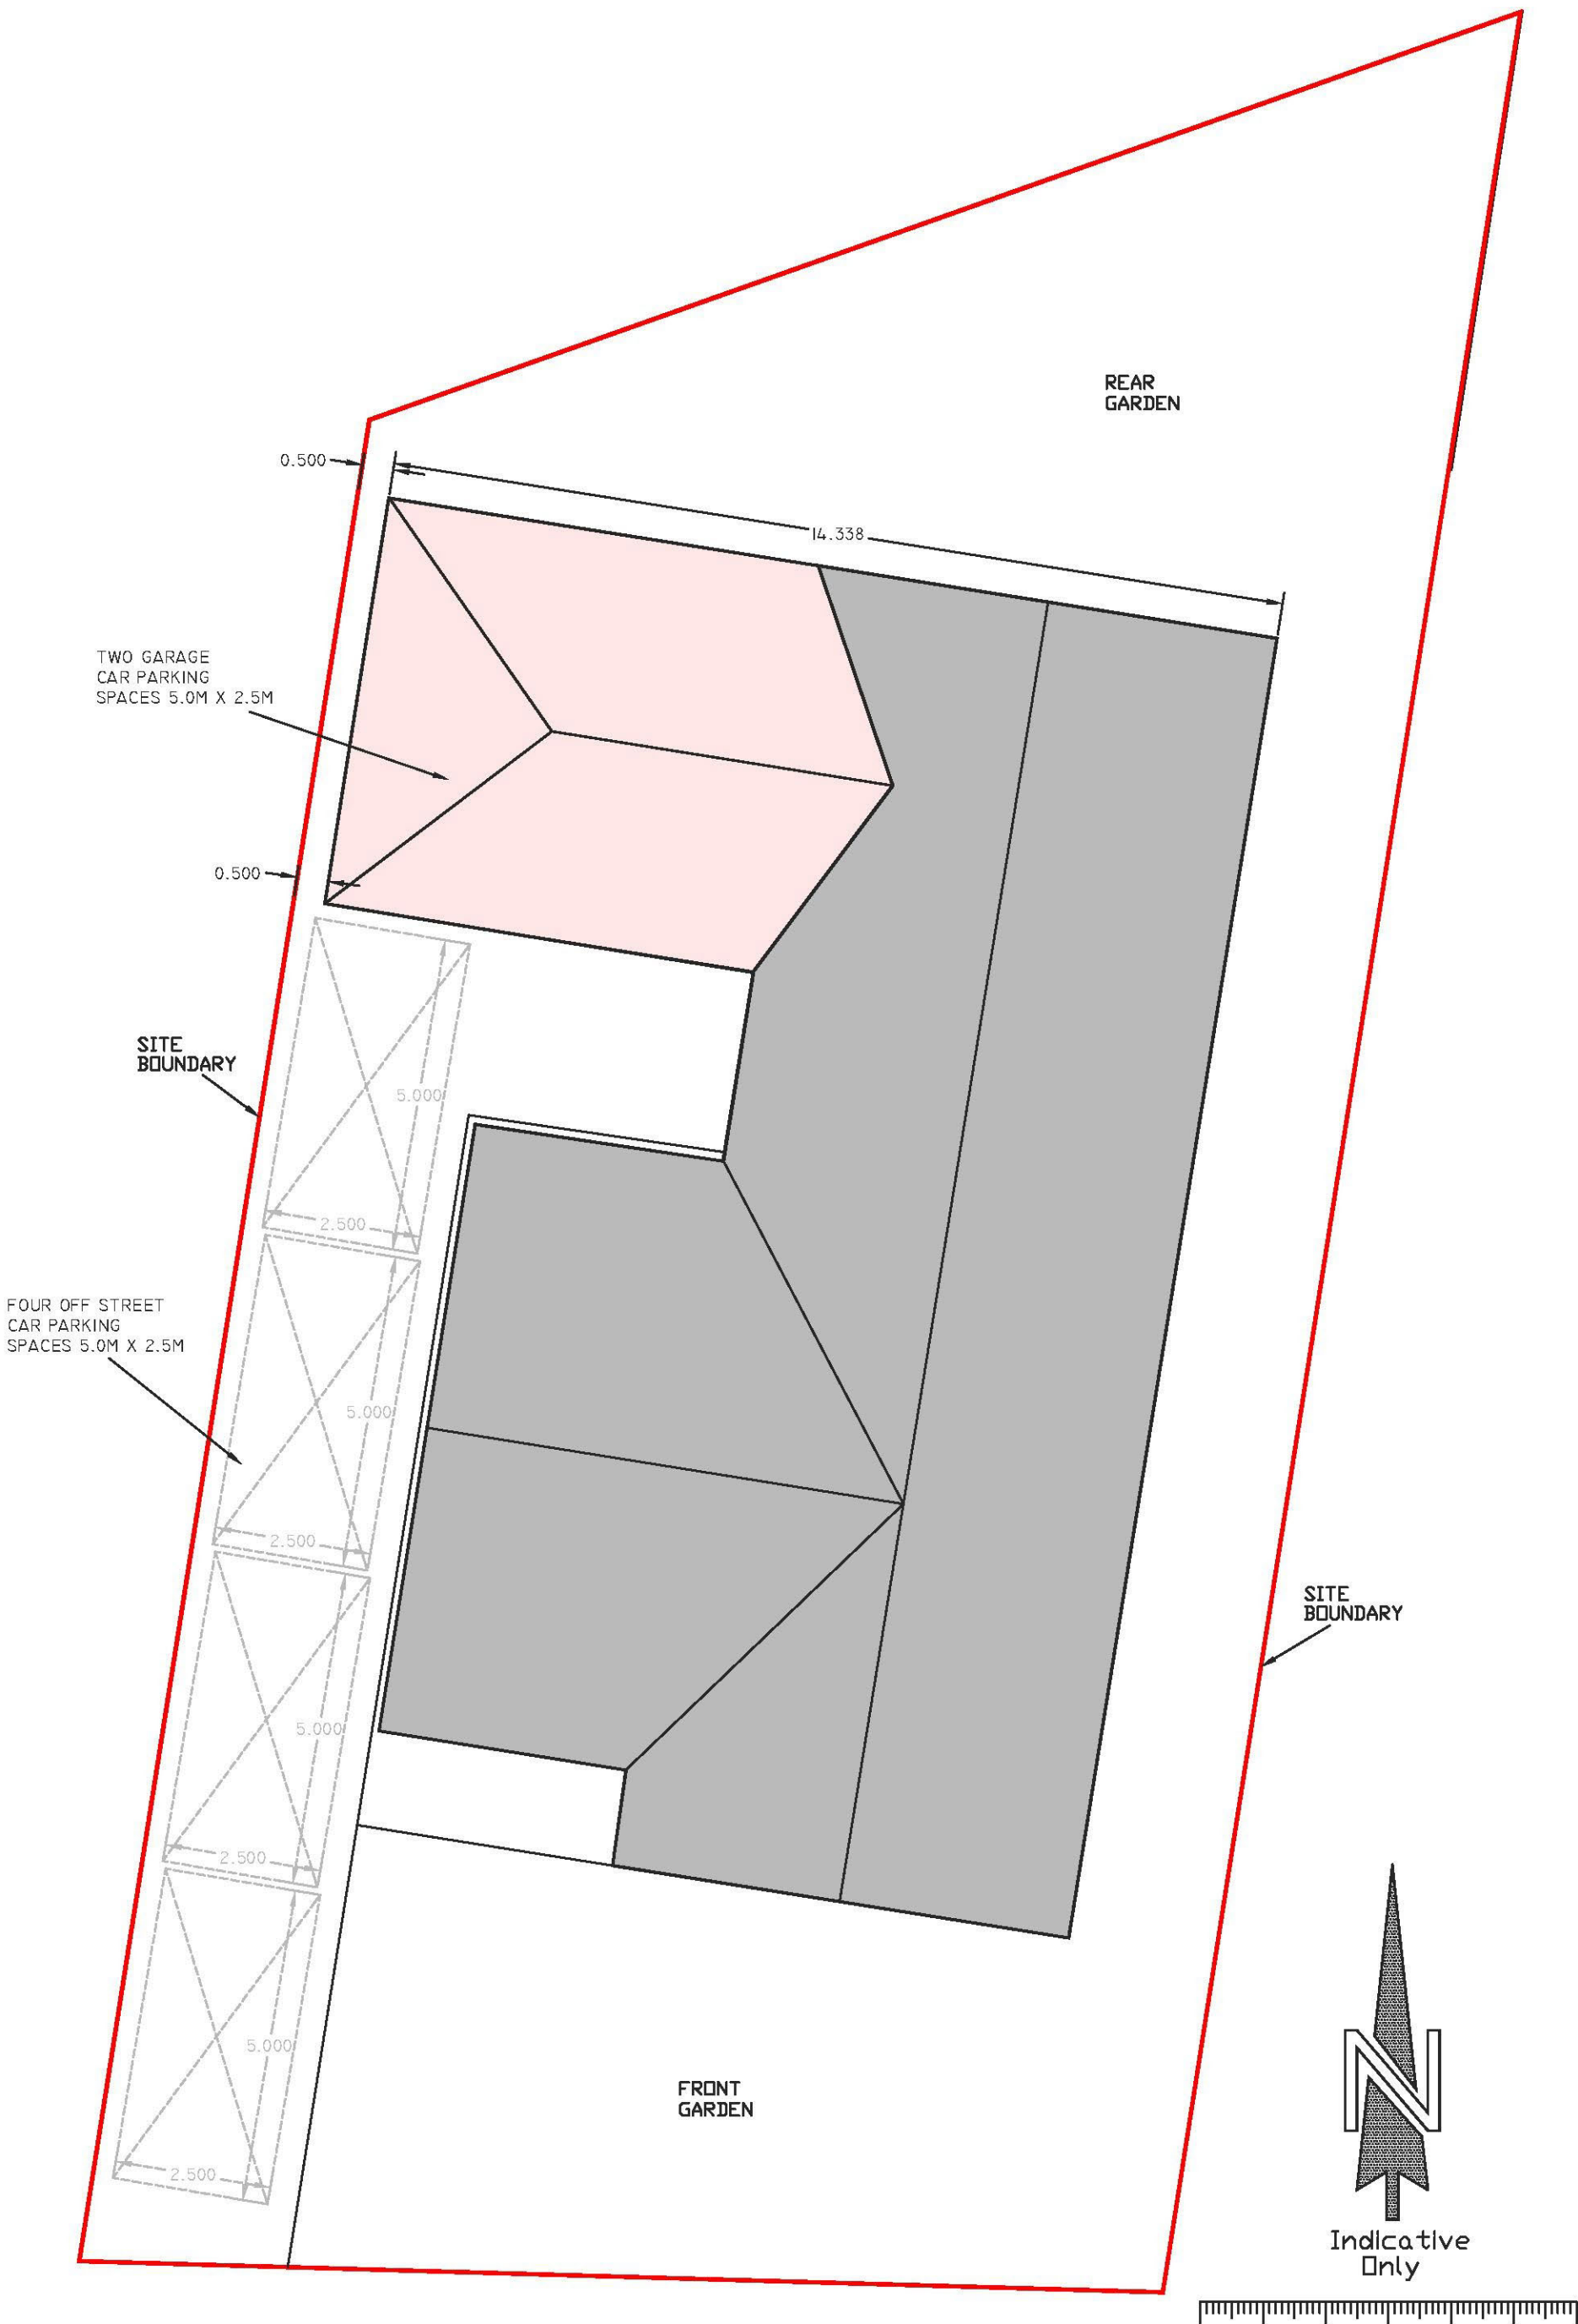 REAR
GARDEN
0.500
14.338
TWO GARAGE
CAR PARKING
SPACES 5.0M X 2.5M
0.500
SITE
BOUNDARY
5.000
2.500
FOUR OFF STREET
CAR PARKING
SPACES 5.0M X 2.5M
5.000
2.500
SITE
BOUNDARY
5.000
2.500
5.000
FRONT
GARDEN
2.500
N
Indicative
Only